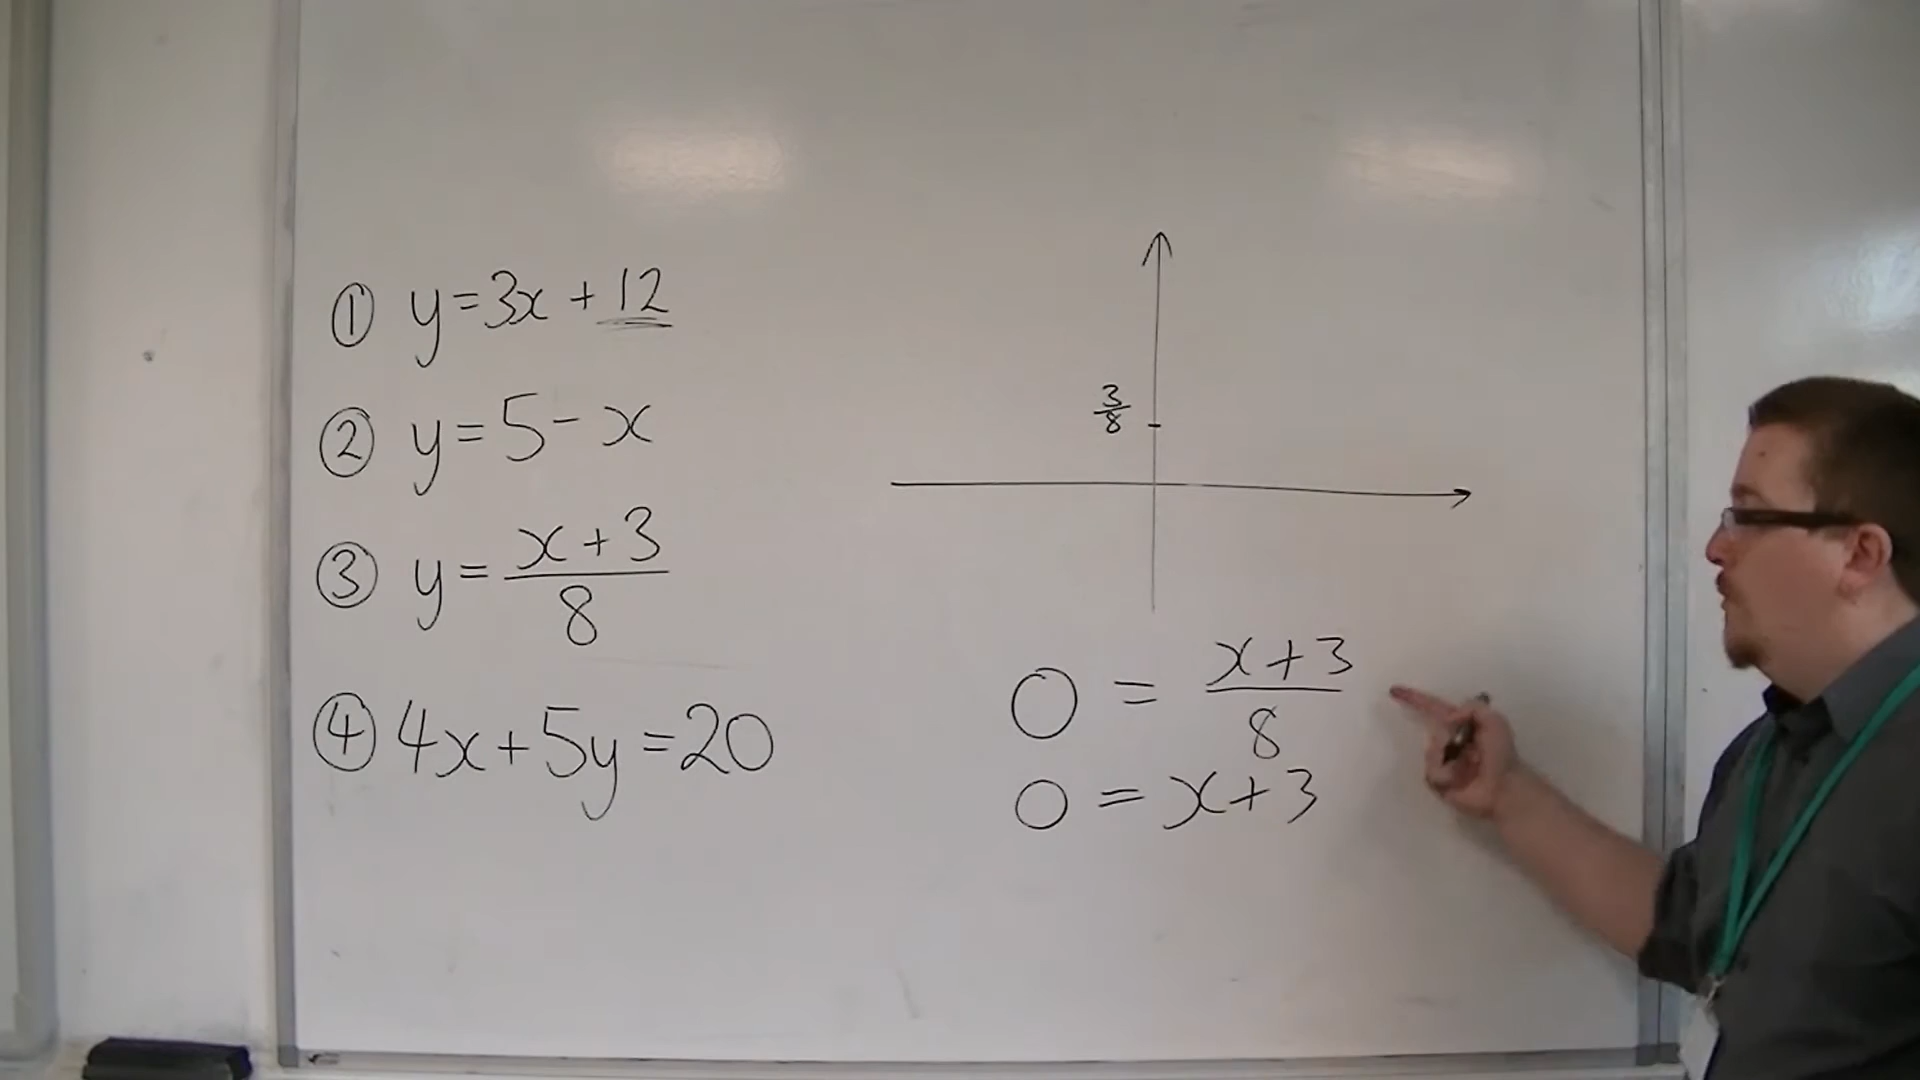 ① y=3x+12
② y=5-x
③ y=x+3
8
④ 4x+5y=20
3
8
0 = x+3
8
0 = x+3